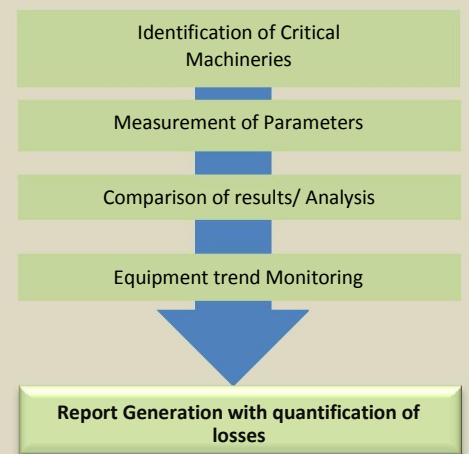 Identification of Critical
Machineries
Measurement of Parameters
Comparison of results/ Analysis
Equipment trend Monitoring
Report Generation with quantification of
losses